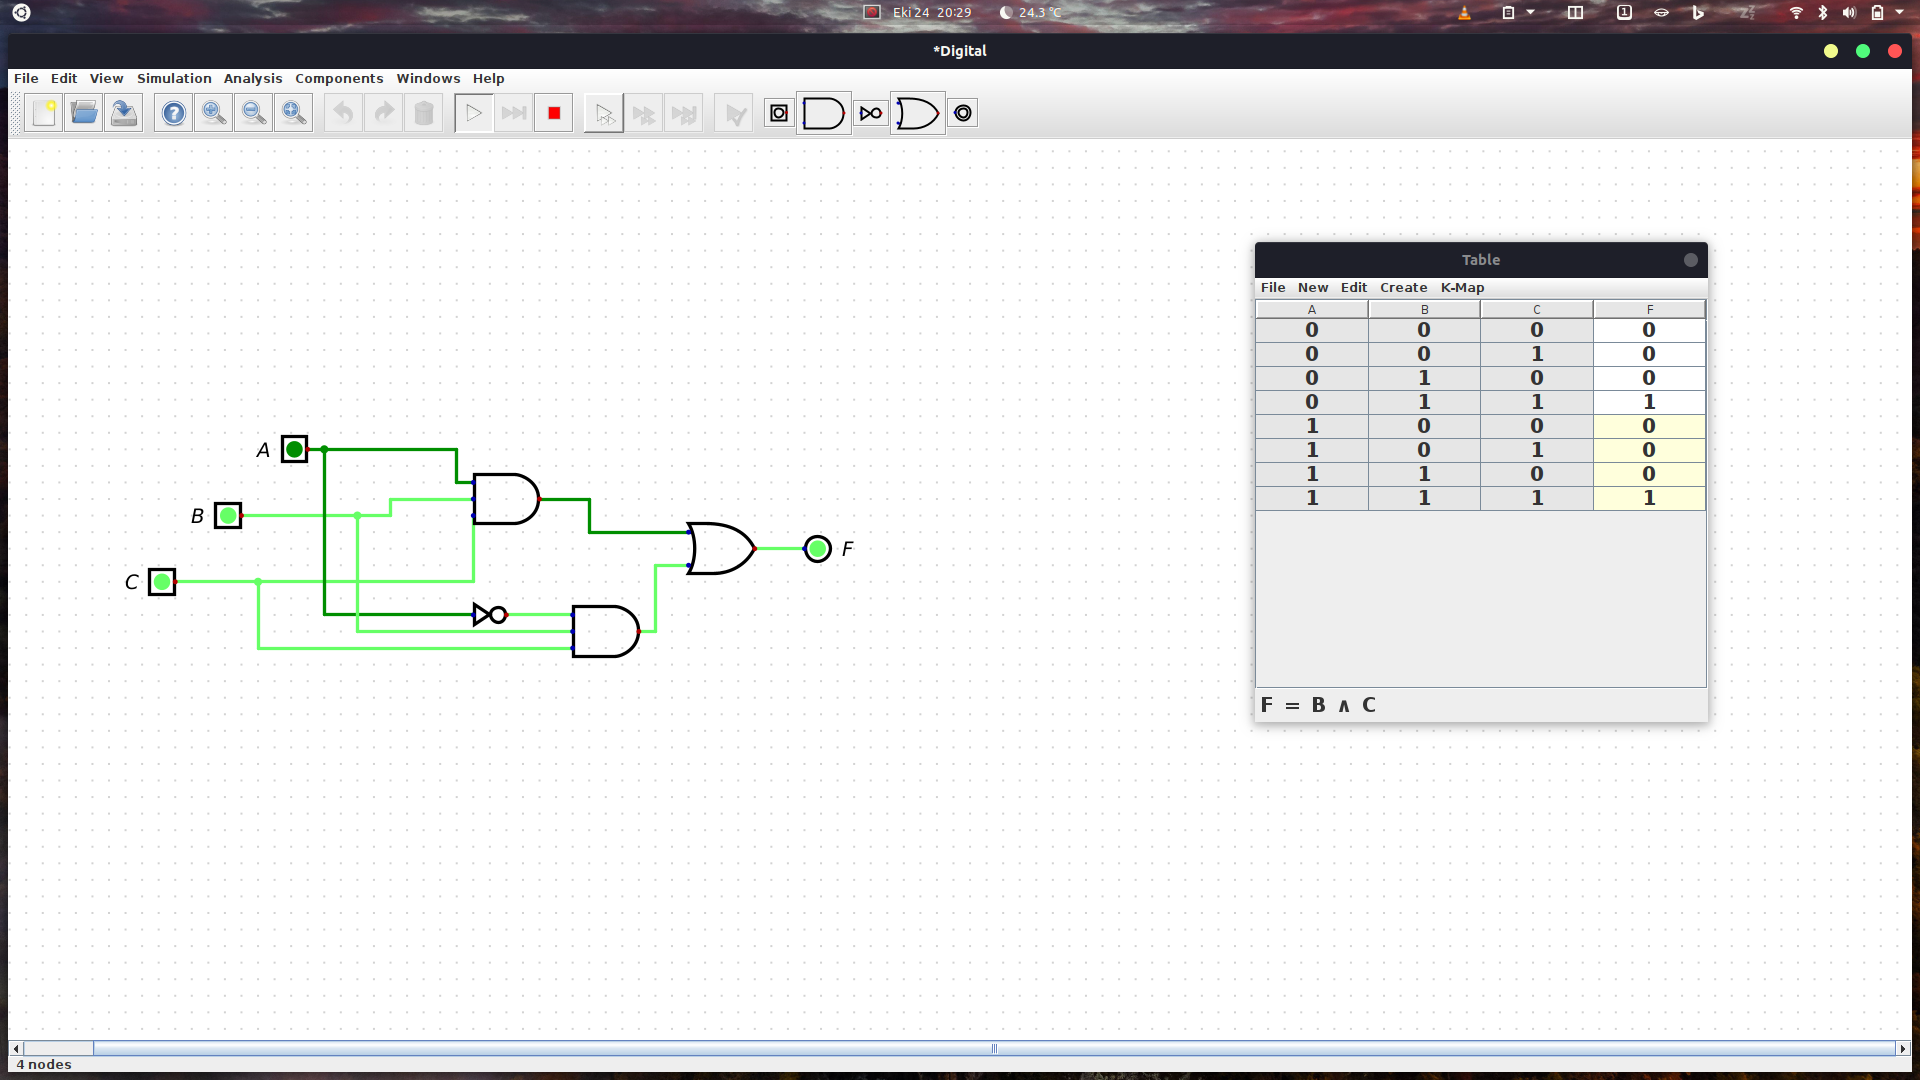 Eki 24 20:29 24.3 °C 1
*Digital
File Edit View Simulation Analysis Components Windows Help
Table
File New Edit Create K-Map
A B C F
0 0 0 0
0 0 1 0
0 1 0 0
0 1 1 1
1 0 0 0
1 0 1 0
1 1 0 0
1 1 1 1
A
B
F
C
F = B ∧ C
4 nodes